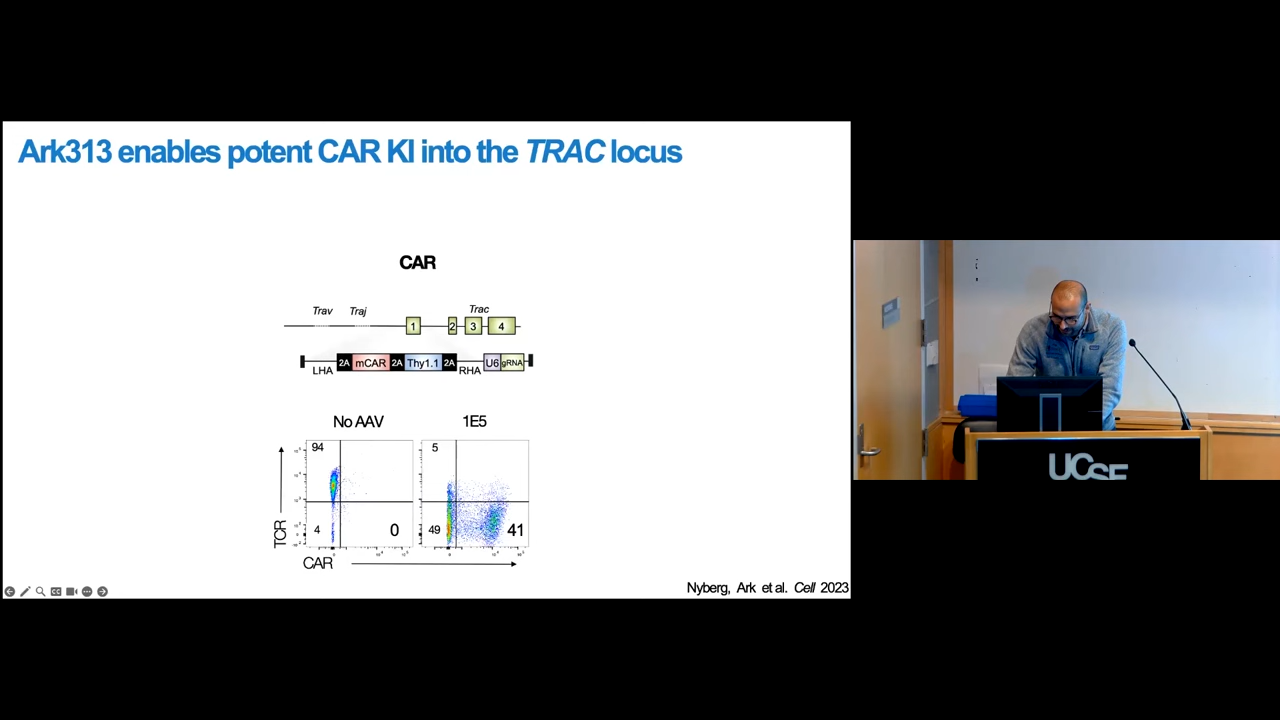 Ark313 enables potent CAR KI into the TRAC locus
CAR
Trav Traj Trac
1 2 3 4
LHA 2A mCAR 2A Thy1.1 2A RHA U6 gRNA
No AAV 1E5
94 5
TCR
4 0 49 41
CAR
Nyberg, Ark et al. Cell 2023
UCSF